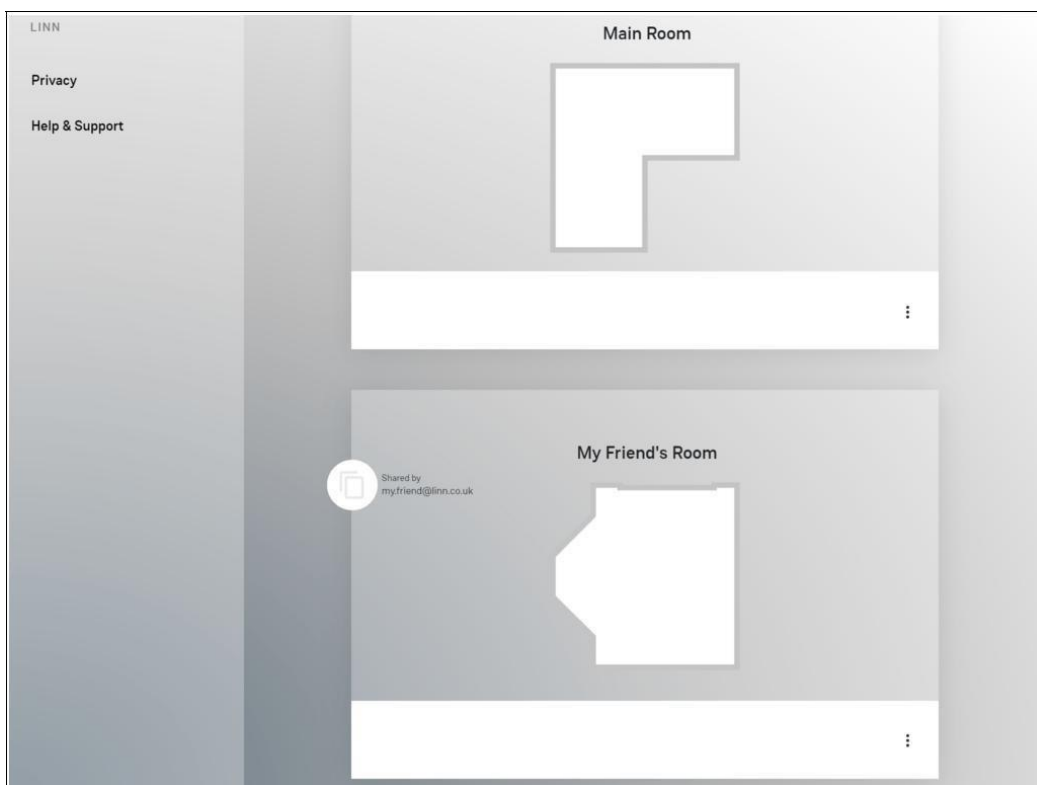 LINN
Privacy
Help & Support
Main Room
My Friend's Room
Shared by
my.friend@linn.co.uk